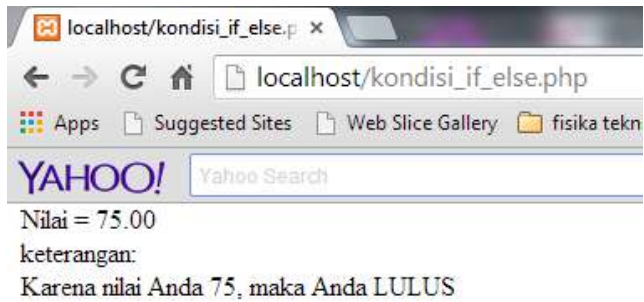 localhost/kondisi_if_else.p
localhost/kondisi_if_else.php
Apps Suggested Sites Web Slice Gallery fisika tekn
YAHOO! Yahoo Search
Nilai = 75.00
keterangan:
Karena nilai Anda 75, maka Anda LULUS